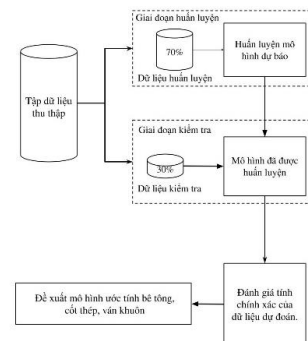 Giai đoạn huấn luyện
70%
Dữ liệu huấn luyện
Huấn luyện mô
hình dự báo
Tập dữ liệu
thu thập
Giai đoạn kiểm tra
30%
Dữ liệu kiểm tra
Mô hình đã được
huấn luyện
Đánh giá tính
chính xác của
dữ liệu dự đoán.
Đề xuất mô hình ước tính bê tông,
cốt thép, ván khuôn